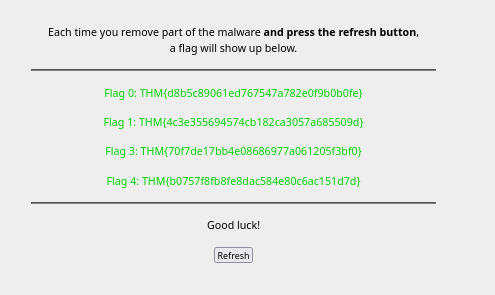 Each time you remove part of the malware and press the refresh button,
a flag will show up below.
Flag 0: THM{d8b5c89061ed767547a782e0f9b0b0fe}
Flag 1: THM{4c3e355694574cb182ca3057a685509d}
Flag 3: THM{70f7de17bb4e08686977a061205f3bf0}
Flag 4: THM{b0757f8fb8fe8dac584e80c6ac151d7d}
Good luck!
Refresh